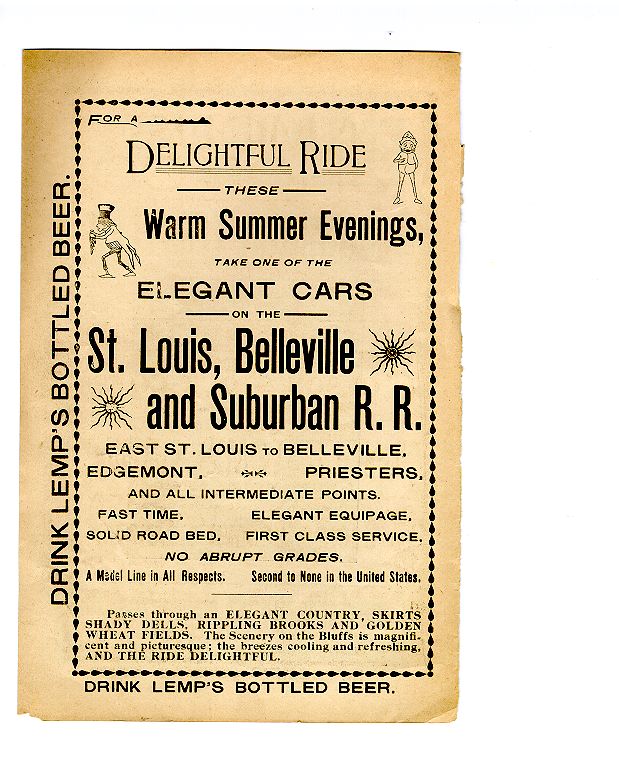 FOR A
DELIGHTFUL RIDE
THESE
Warm Summer Evenings,
TAKE ONE OF THE
ELEGANT CARS
ON THE
St. Louis, Belleville
and Suburban R. R.
EAST ST. LOUIS TO BELLEVILLE,
EDGEMONT, PRIESTERS,
AND ALL INTERMEDIATE POINTS.
FAST TIME, ELEGANT EQUIPAGE,
SOLID ROAD BED, FIRST CLASS SERVICE,
NO ABRUPT GRADES.
A Model Line in All Respects. Second to None in the United States.
Passes through an ELEGANT COUNTRY, SKIRTS
SHADY DELLS, RIPPLING BROOKS AND GOLDEN
WHEAT FIELDS. The Scenery on the Bluffs is magnifi-
cent and picturesque; the breezes cooling and refreshing,
AND THE RIDE DELIGHTFUL.
DRINK LEMP'S BOTTLED BEER.
DRINK LEMP'S BOTTLED BEER.